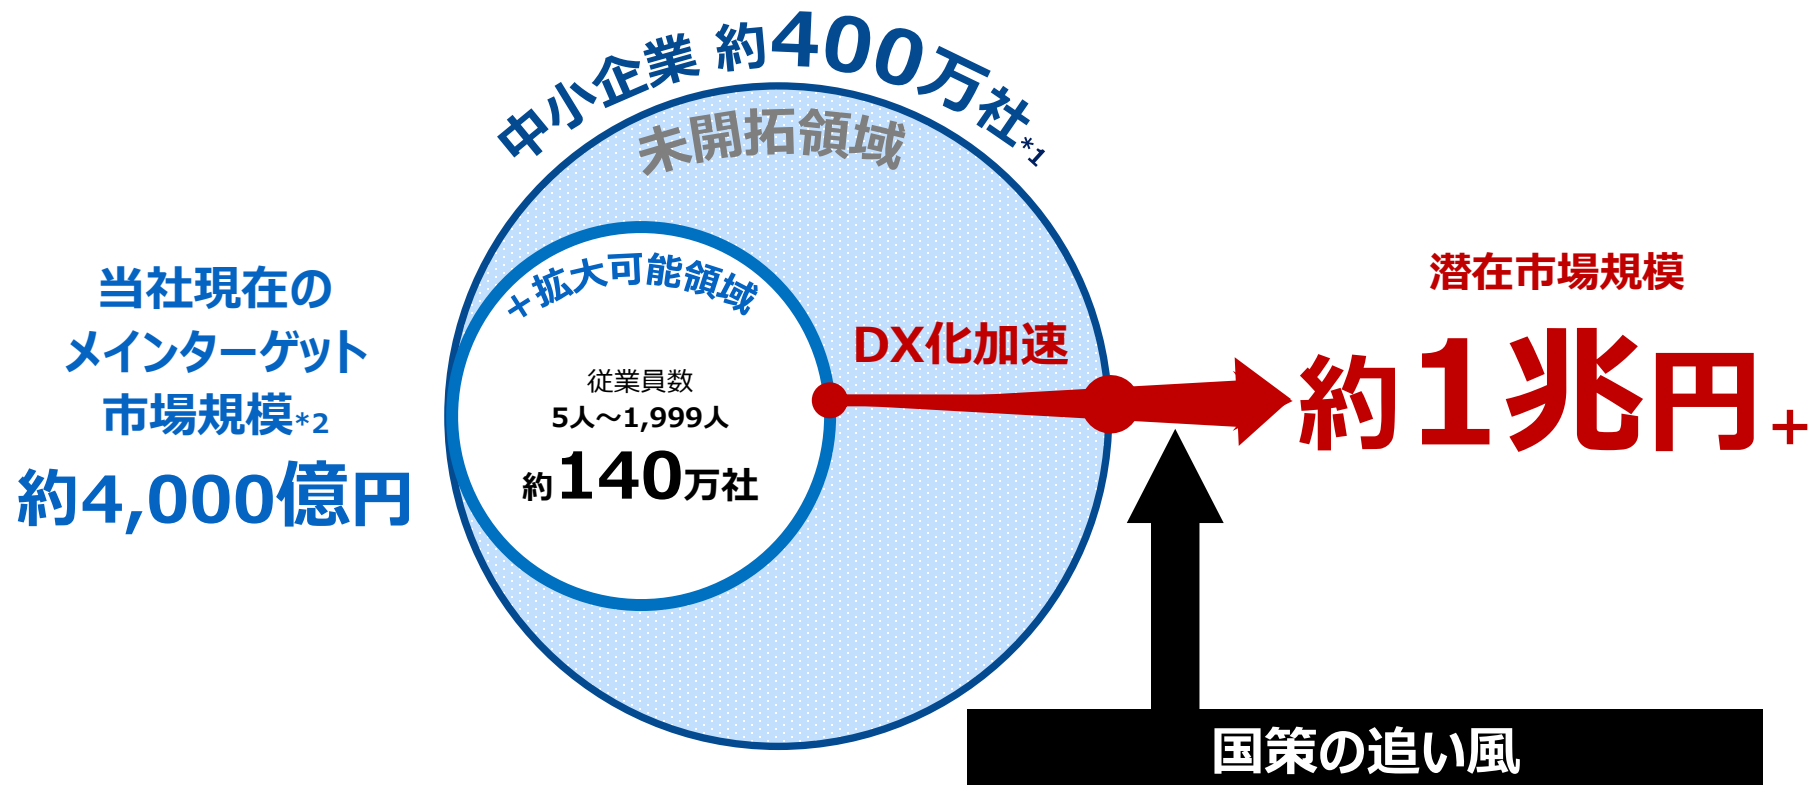 中小企業 約400万社*1
未開拓領域
当社現在の
メインターゲット
市場規模*2
約4,000億円
+拡大可能領域
従業員数
5人～1,999人
約140万社
DX化加速
潜在市場規模
約1兆円+
国策の追い風